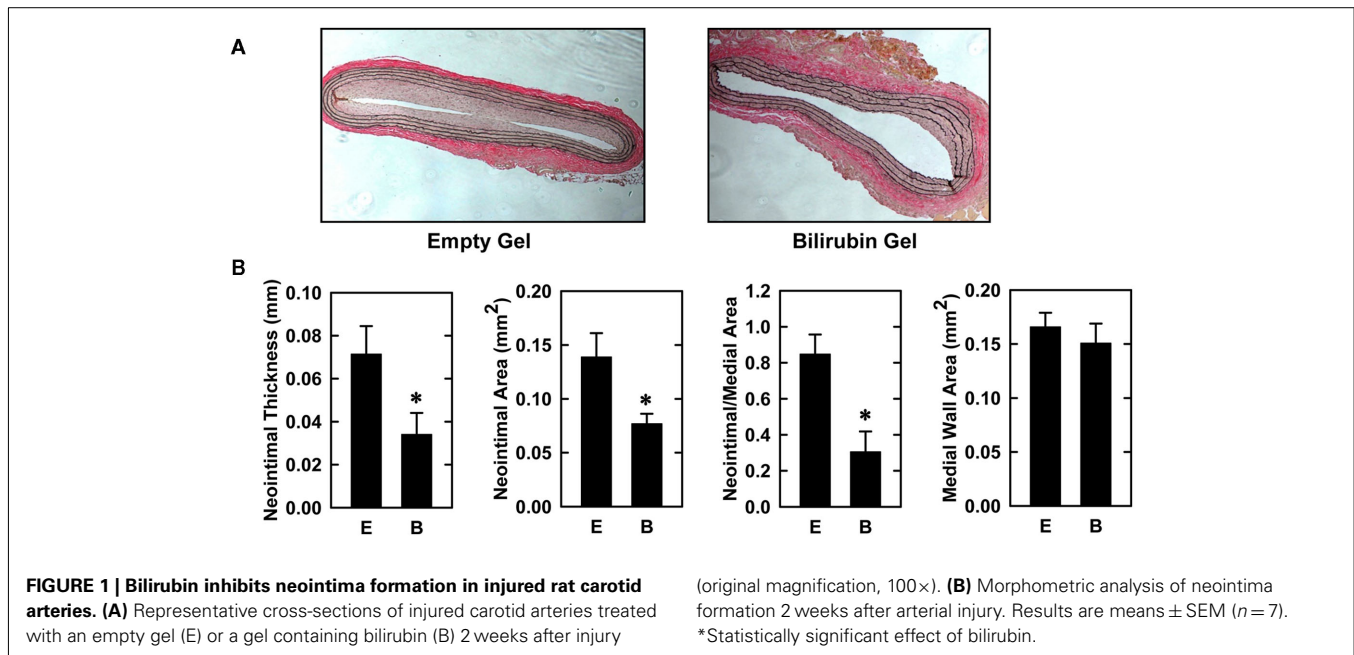 A
Empty Gel
Bilirubin Gel
B
Neointimal Thickness (mm)
0.10
0.08
0.06
0.04
0.02
0.00
*
E B
Neointimal Area (mm²)
0.20
0.15
0.10
0.05
0.00
*
E B
Neointimal/Medial Area
1.2
1.0
0.8
0.6
0.4
0.2
0.0
*
E B
Medial Wall Area (mm²)
0.20
0.15
0.10
0.05
0.00
E B
FIGURE 1 | Bilirubin inhibits neointima formation in injured rat carotid
arteries. (A) Representative cross-sections of injured carotid arteries treated
with an empty gel (E) or a gel containing bilirubin (B) 2 weeks after injury
(original magnification, 100×). (B) Morphometric analysis of neointima
formation 2 weeks after arterial injury. Results are means ± SEM (n = 7).
*Statistically significant effect of bilirubin.